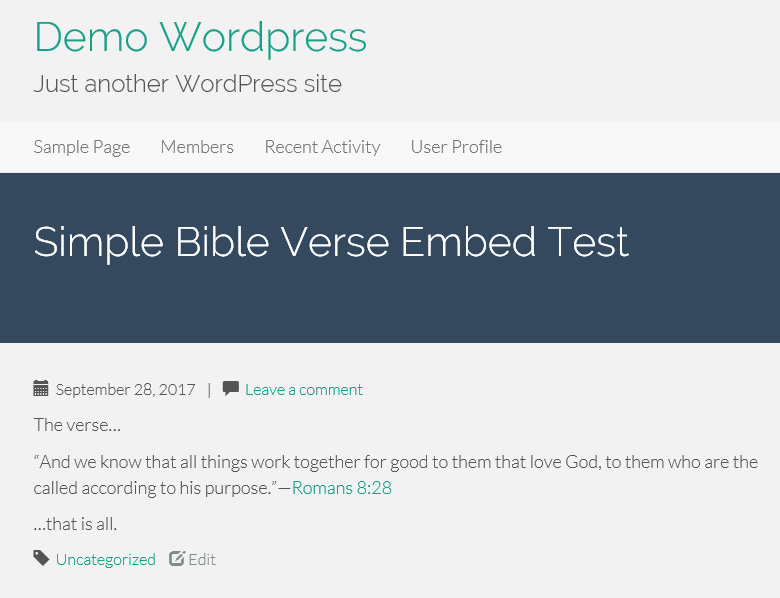 Demo Wordpress
Just another WordPress site
Sample Page Members Recent Activity User Profile
Simple Bible Verse Embed Test
September 28, 2017 | Leave a comment
The verse…
“And we know that all things work together for good to them that love God, to them who are the
called according to his purpose.”—Romans 8:28
…that is all.
Uncategorized Edit